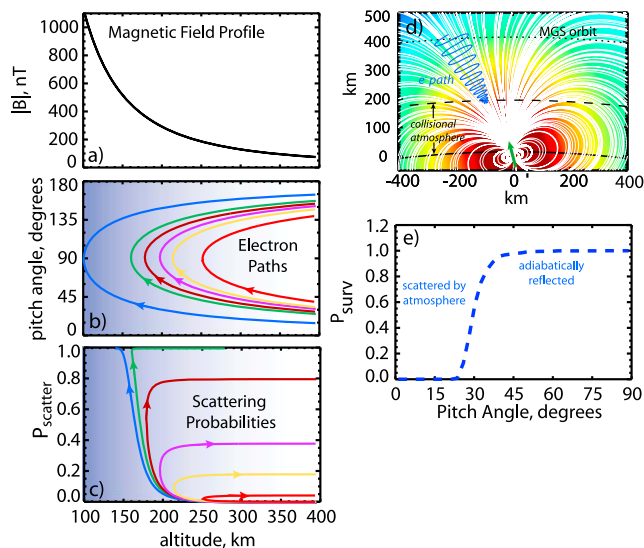 a)
Magnetic Field Profile
|B|, nT
1000
800
600
400
200
0
b)
Electron
Paths
pitch angle, degrees
180
135
90
45
0
c)
Scattering
Probabilities
P scatter
1.0
0.8
0.6
0.4
0.2
0.0
100 150 200 250 300 350 400
altitude, km
d)
MGS orbit
e- path
collisional
atmosphere
km
500
400
300
200
100
0
-400 -200 0 200 400
km
e)
scattered by
atmosphere
adiabatically
reflected
P surv
1.2
1.0
0.8
0.6
0.4
0.2
0.0
0 15 30 45 60 75 90
Pitch Angle, degrees